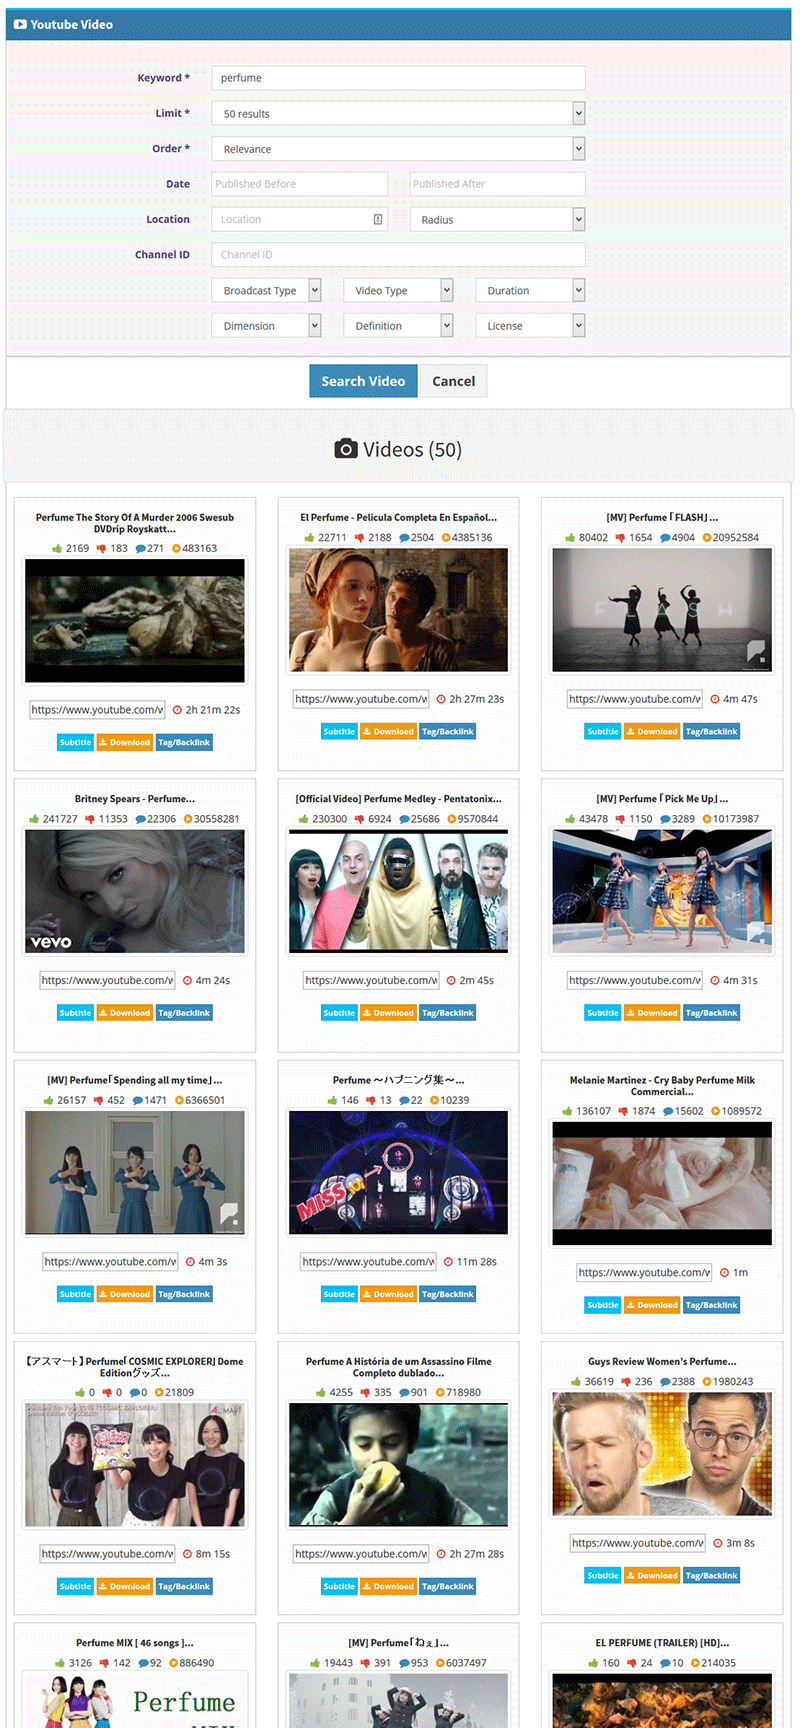 Youtube Video
Keyword * perfume
Limit * 50 results
Order * Relevance
Date Published Before Published After
Location Location Radius
Channel ID Channel ID
Broadcast Type Video Type Duration
Dimension Definition License
Search Video Cancel
Videos (50)
Perfume The Story Of A Murder 2006 Swesub
DVDrip Royskatt...
2169 183 271 483163
https://www.youtube.com/w 2h 21m 22s
Subtitle Download Tag/Backlink
El Perfume - Pelicula Completa En Español...
22711 2188 2504 4385136
https://www.youtube.com/w 2h 27m 23s
Subtitle Download Tag/Backlink
[MV] Perfume「FLASH」...
80402 1654 4904 20952584
FLASH
https://www.youtube.com/w 4m 47s
Subtitle Download Tag/Backlink
Britney Spears - Perfume...
241727 11353 22306 30558281
vevo
https://www.youtube.com/w 4m 24s
Subtitle Download Tag/Backlink
[Official Video] Perfume Medley - Pentatonix...
230300 6924 25686 9570844
https://www.youtube.com/w 2m 45s
Subtitle Download Tag/Backlink
[MV] Perfume「Pick Me Up」...
43478 1150 3289 10173987
https://www.youtube.com/w 4m 31s
Subtitle Download Tag/Backlink
[MV] Perfume「Spending all my time」...
26157 452 1471 6366501
https://www.youtube.com/w 4m 3s
Subtitle Download Tag/Backlink
Perfume ～ハプニング集～...
146 13 22 10239
MISS
https://www.youtube.com/w 11m 28s
Subtitle Download Tag/Backlink
Melanie Martinez - Cry Baby Perfume Milk
Commercial...
136107 1874 15602 1089572
https://www.youtube.com/w 1m
Subtitle Download Tag/Backlink
【アスマート】Perfume「COSMIC EXPLORER」Dome
Editionグッズ...
0 0 0 21809
https://www.youtube.com/w 8m 15s
Subtitle Download Tag/Backlink
Perfume A História de um Assassino Filme
Completo dublado...
4255 335 901 718980
https://www.youtube.com/w 2h 27m 28s
Subtitle Download Tag/Backlink
Guys Review Women's Perfume...
36619 236 2388 1980243
https://www.youtube.com/w 3m 8s
Subtitle Download Tag/Backlink
Perfume MIX [ 46 songs ]...
3126 142 92 886490
Perfume
MIX
[MV] Perfume「ねぇ」...
19443 391 953 6037497
EL PERFUME (TRAILER) [HD]...
160 24 10 214035